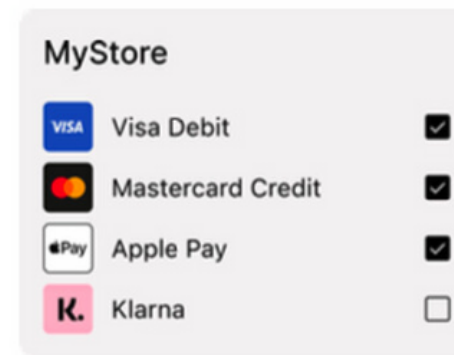 MyStore
VISA Visa Debit
Mastercard Credit
Pay Apple Pay
K. Klarna